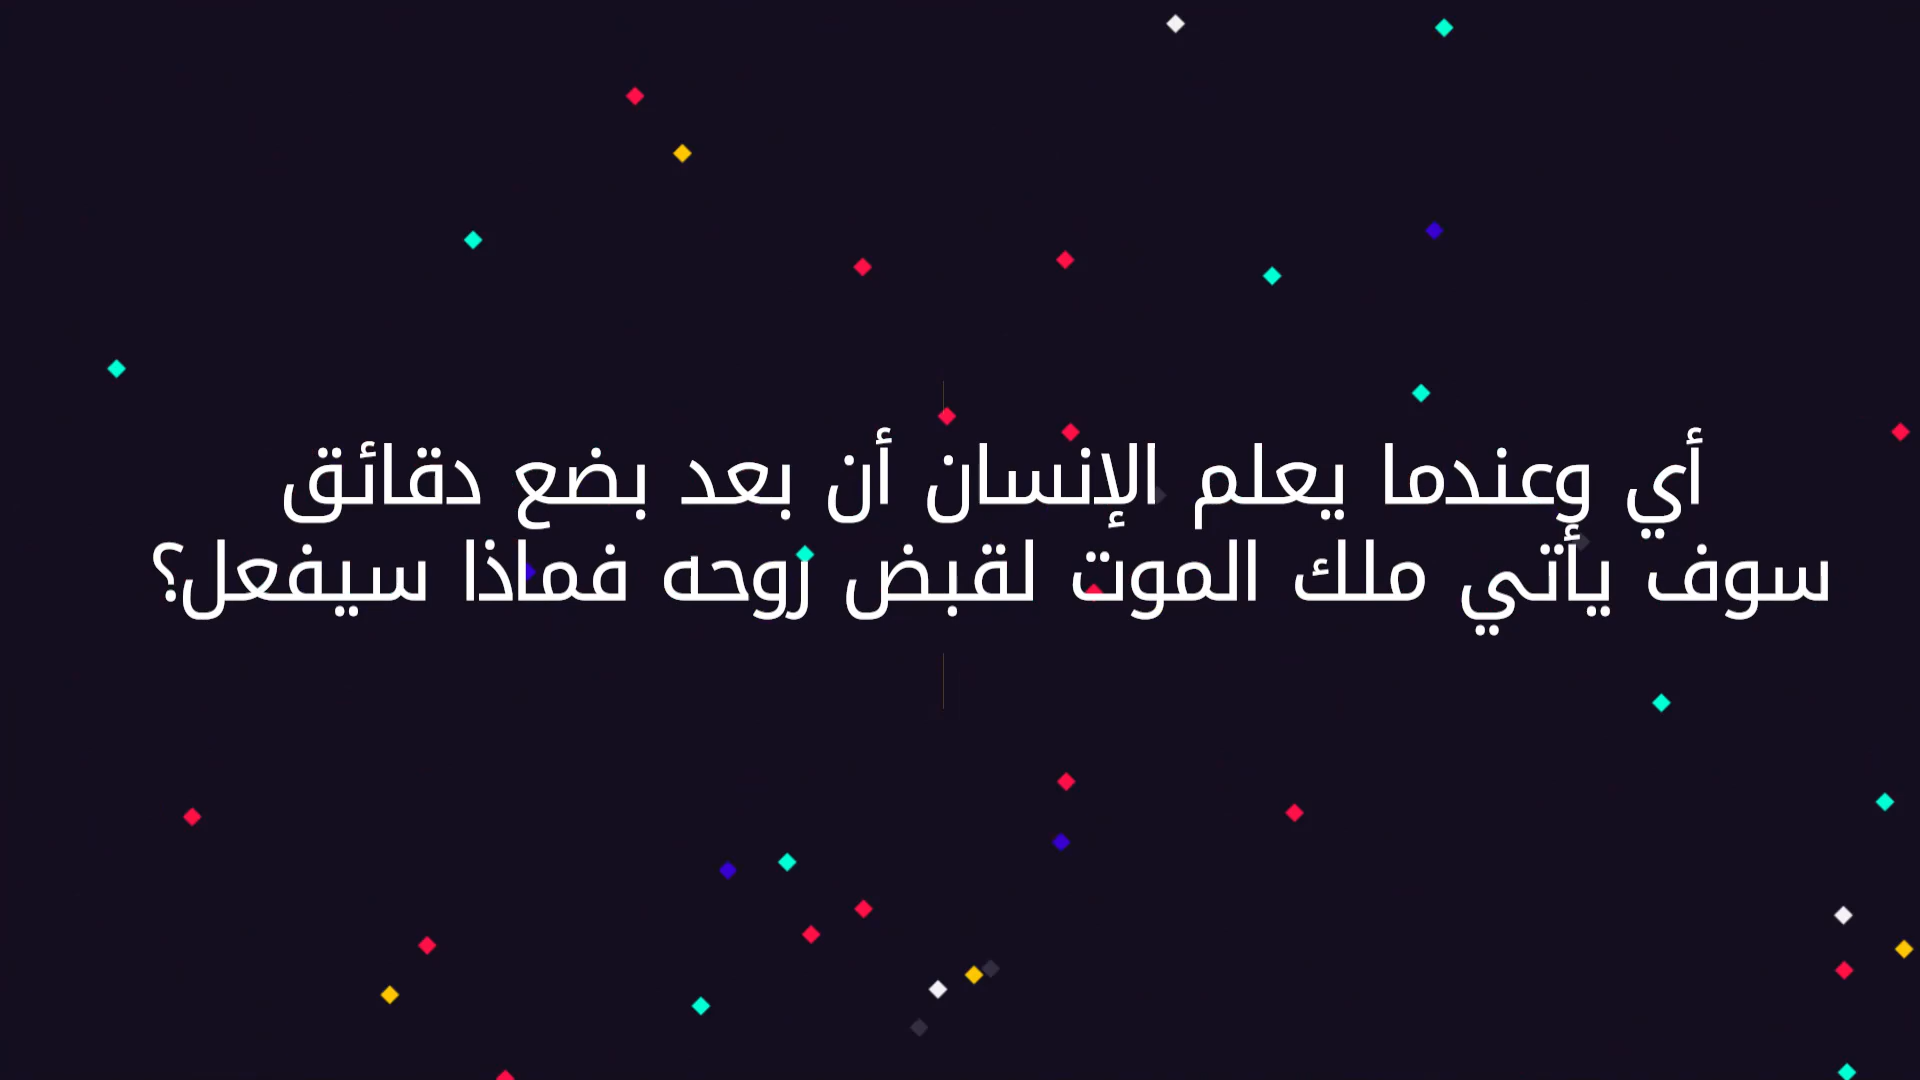 أي وعندما يعلم الإنسان أن بعد بضع دقائق
سوف يأتي ملك الموت لقبض روحه فماذا سيفعل؟